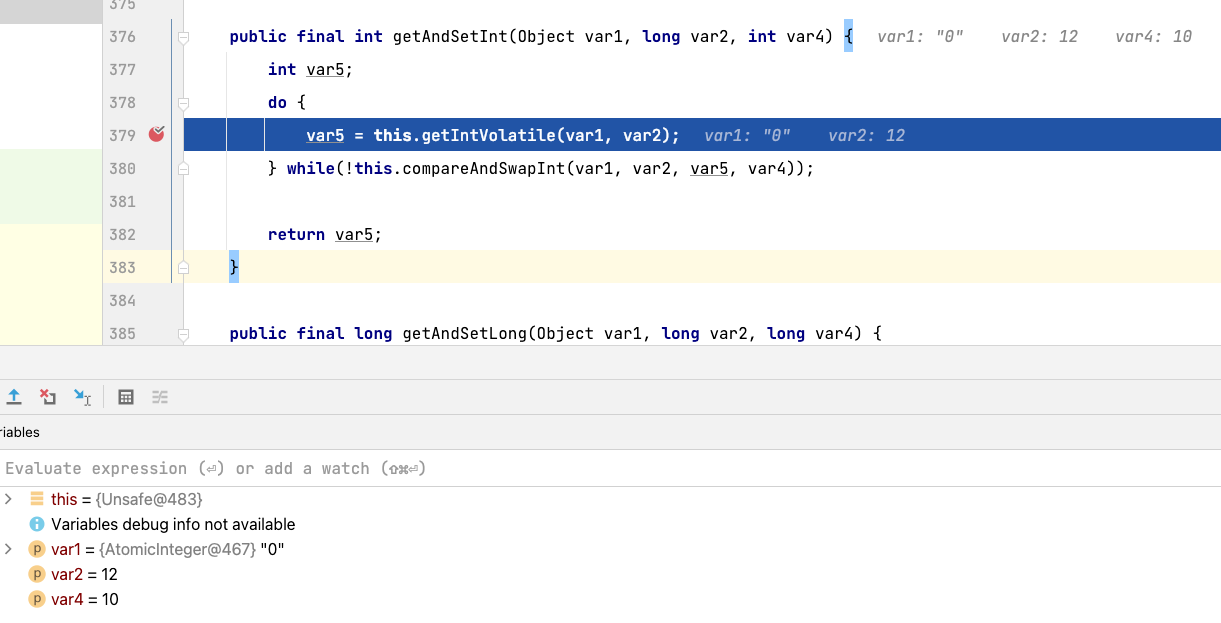 375
376 public final int getAndSetInt(Object var1, long var2, int var4) { var1: "0" var2: 12 var4: 10
377 int var5;
378 do {
379 var5 = this.getIntVolatile(var1, var2); var1: "0" var2: 12
380 } while(!this.compareAndSwapInt(var1, var2, var5, var4));
381
382 return var5;
383 }
384
385 public final long getAndSetLong(Object var1, long var2, long var4) {
riables
Evaluate expression (⏎) or add a watch (⇧⌘⏎)
this = {Unsafe@483}
Variables debug info not available
p var1 = {AtomicInteger@467} "0"
p var2 = 12
p var4 = 10